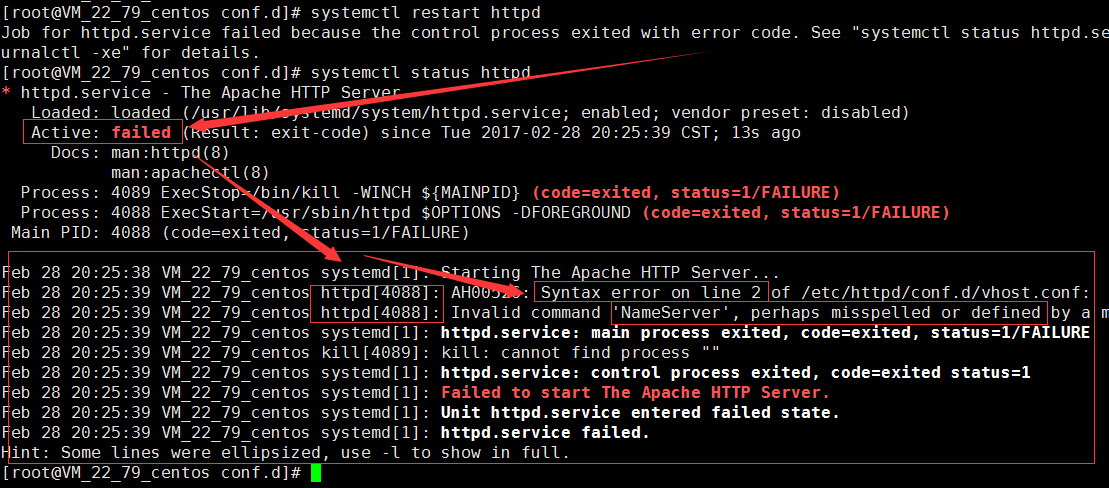 [root@VM_22_79_centos conf.d]# systemctl restart httpd
Job for httpd.service failed because the control process exited with error code. See "systemctl status httpd.se
urnalctl -xe" for details.
[root@VM_22_79_centos conf.d]# systemctl status httpd
* httpd.service - The Apache HTTP Server
Loaded: loaded (/usr/lib/systemd/system/httpd.service; enabled; vendor preset: disabled)
Active: failed (Result: exit-code) since Tue 2017-02-28 20:25:39 CST; 13s ago
Docs: man:httpd(8)
man:apachectl(8)
Process: 4089 ExecStop=/bin/kill -WINCH ${MAINPID} (code=exited, status=1/FAILURE)
Process: 4088 ExecStart=/usr/sbin/httpd $OPTIONS -DFOREGROUND (code=exited, status=1/FAILURE)
Main PID: 4088 (code=exited, status=1/FAILURE)
Feb 28 20:25:38 VM_22_79_centos systemd[1]: Starting The Apache HTTP Server...
Feb 28 20:25:39 VM_22_79_centos httpd[4088]: AH00526: Syntax error on line 2 of /etc/httpd/conf.d/vhost.conf:
Feb 28 20:25:39 VM_22_79_centos httpd[4088]: Invalid command 'NameServer', perhaps misspelled or defined by a m
Feb 28 20:25:39 VM_22_79_centos systemd[1]: httpd.service: main process exited, code=exited, status=1/FAILURE
Feb 28 20:25:39 VM_22_79_centos kill[4089]: kill: cannot find process ""
Feb 28 20:25:39 VM_22_79_centos systemd[1]: httpd.service: control process exited, code=exited status=1
Feb 28 20:25:39 VM_22_79_centos systemd[1]: Failed to start The Apache HTTP Server.
Feb 28 20:25:39 VM_22_79_centos systemd[1]: Unit httpd.service entered failed state.
Feb 28 20:25:39 VM_22_79_centos systemd[1]: httpd.service failed.
Hint: Some lines were ellipsized, use -l to show in full.
[root@VM_22_79_centos conf.d]#